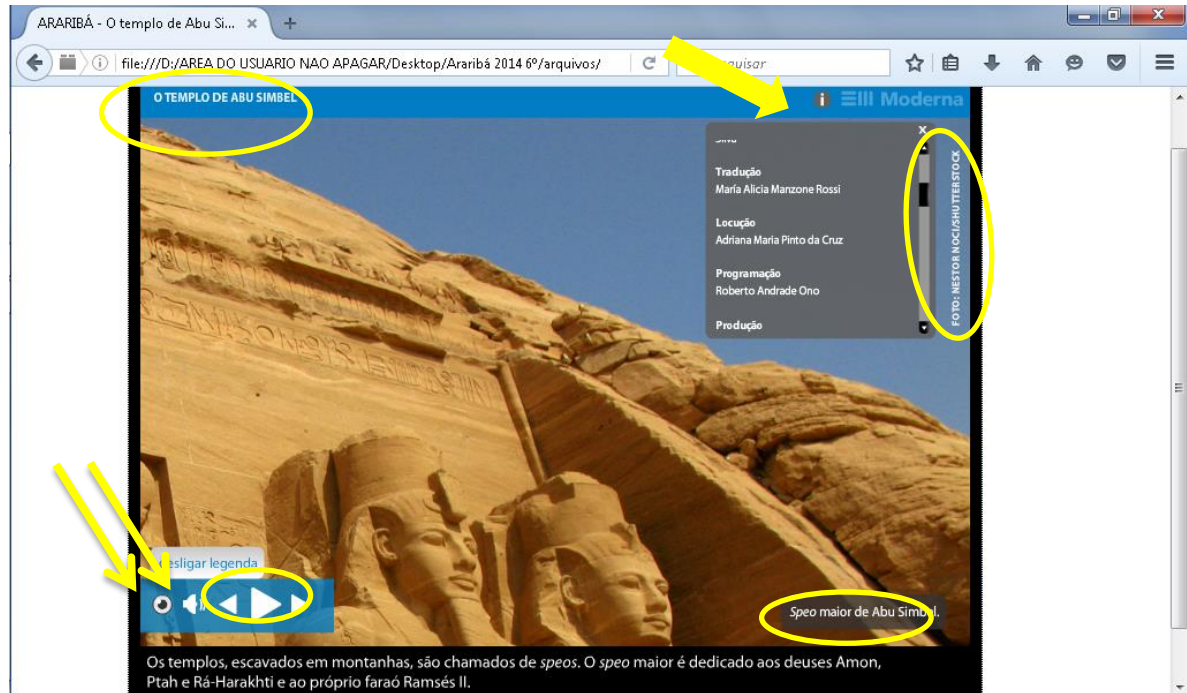 ARARIBÁ - O templo de Abu Si...
file:///D:/AREA DO USUARIO NAO APAGAR/Desktop/Araribá 2014 6º/arquivos/
O TEMPLO DE ABU SIMBEL
i
Moderna
x
Tradução
María Alicia Manzone Rossi
Locução
Adriana Maria Pinto da Cruz
Programação
Roberto Andrade Ono
Produção
FOTO: NESTOR NOCI/SHUTTERSTOCK
legenda
Speo maior de Abu Simbel.
Os templos, escavados em montanhas, são chamados de speos. O speo maior é dedicado aos deuses Amon,
Ptah e Rá-Harakhti e ao próprio faraó Ramsés II.